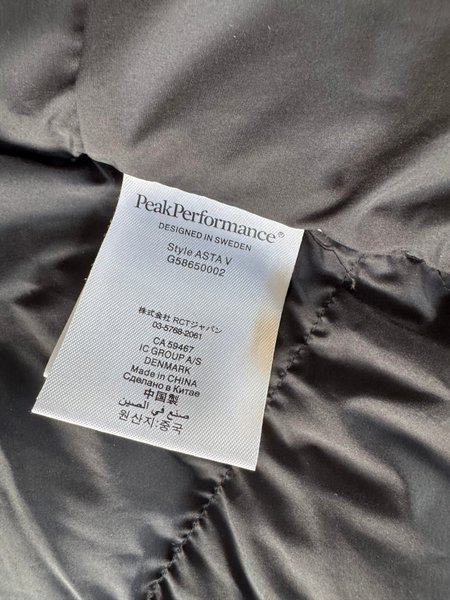 PeakPerformance®
DESIGNED IN SWEDEN
Style ASTA V
G58650002
株式会社 RCTジャパン
03-5768-2061
CA 59467
IC GROUP A/S
DENMARK
Made in CHINA
Сделано в Китае
中国製
صنع في الصين
원산지:중국